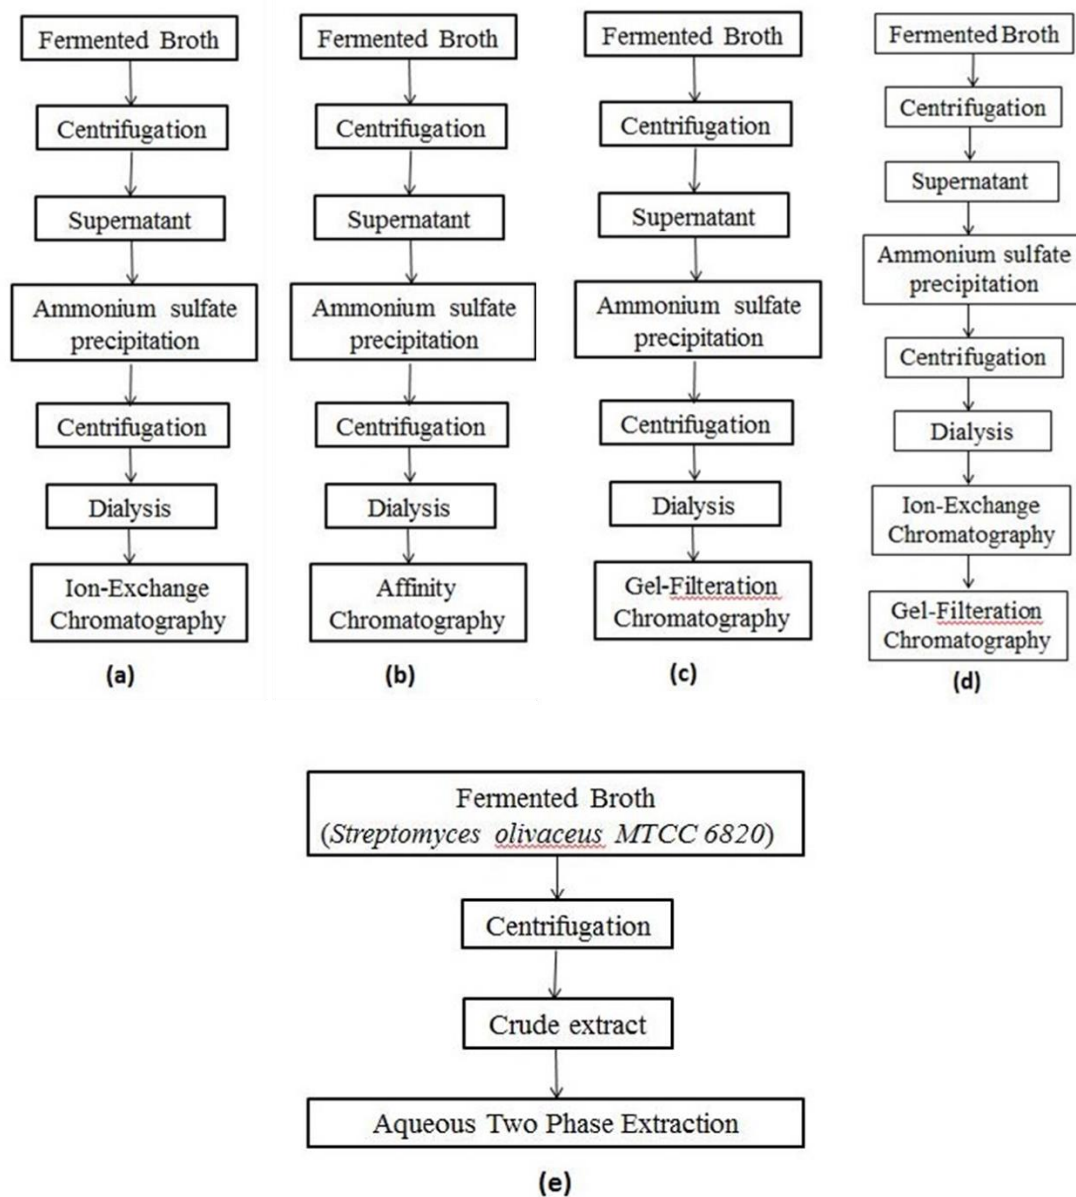 Fermented Broth
Centrifugation
Supernatant
Ammonium sulfate
precipitation
Centrifugation
Dialysis
Ion-Exchange
Chromatography
(a)
Fermented Broth
Centrifugation
Supernatant
Ammonium sulfate
precipitation
Centrifugation
Dialysis
Affinity
Chromatography
(b)
Fermented Broth
Centrifugation
Supernatant
Ammonium sulfate
precipitation
Centrifugation
Dialysis
Gel-Filteration
Chromatography
(c)
Fermented Broth
Centrifugation
Supernatant
Ammonium sulfate
precipitation
Centrifugation
Dialysis
Ion-Exchange
Chromatography
Gel-Filteration
Chromatography
(d)
Fermented Broth
(Streptomyces olivaceus MTCC 6820)
Centrifugation
Crude extract
Aqueous Two Phase Extraction
(e)